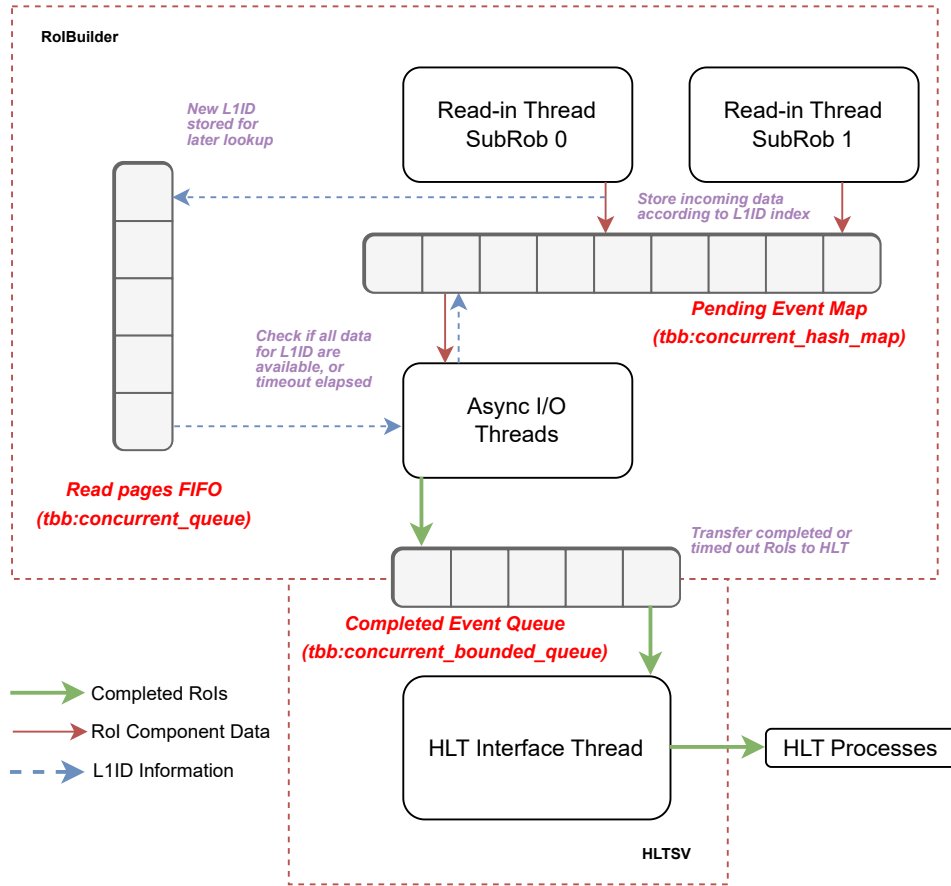 RoIBuilder
Read-in Thread
SubRob 0
Read-in Thread
SubRob 1
New L1ID
stored for
later lookup
Store incoming data
according to L1ID index
Pending Event Map
(tbb:concurrent_hash_map)
Check if all data
for L1ID are
available, or
timeout elapsed
Async I/O
Threads
Read pages FIFO
(tbb:concurrent_queue)
Transfer completed or
timed out RoIs to HLT
Completed Event Queue
(tbb:concurrent_bounded_queue)
Completed RoIs
RoI Component Data
L1ID Information
HLT Interface Thread
HLT Processes
HLTSV